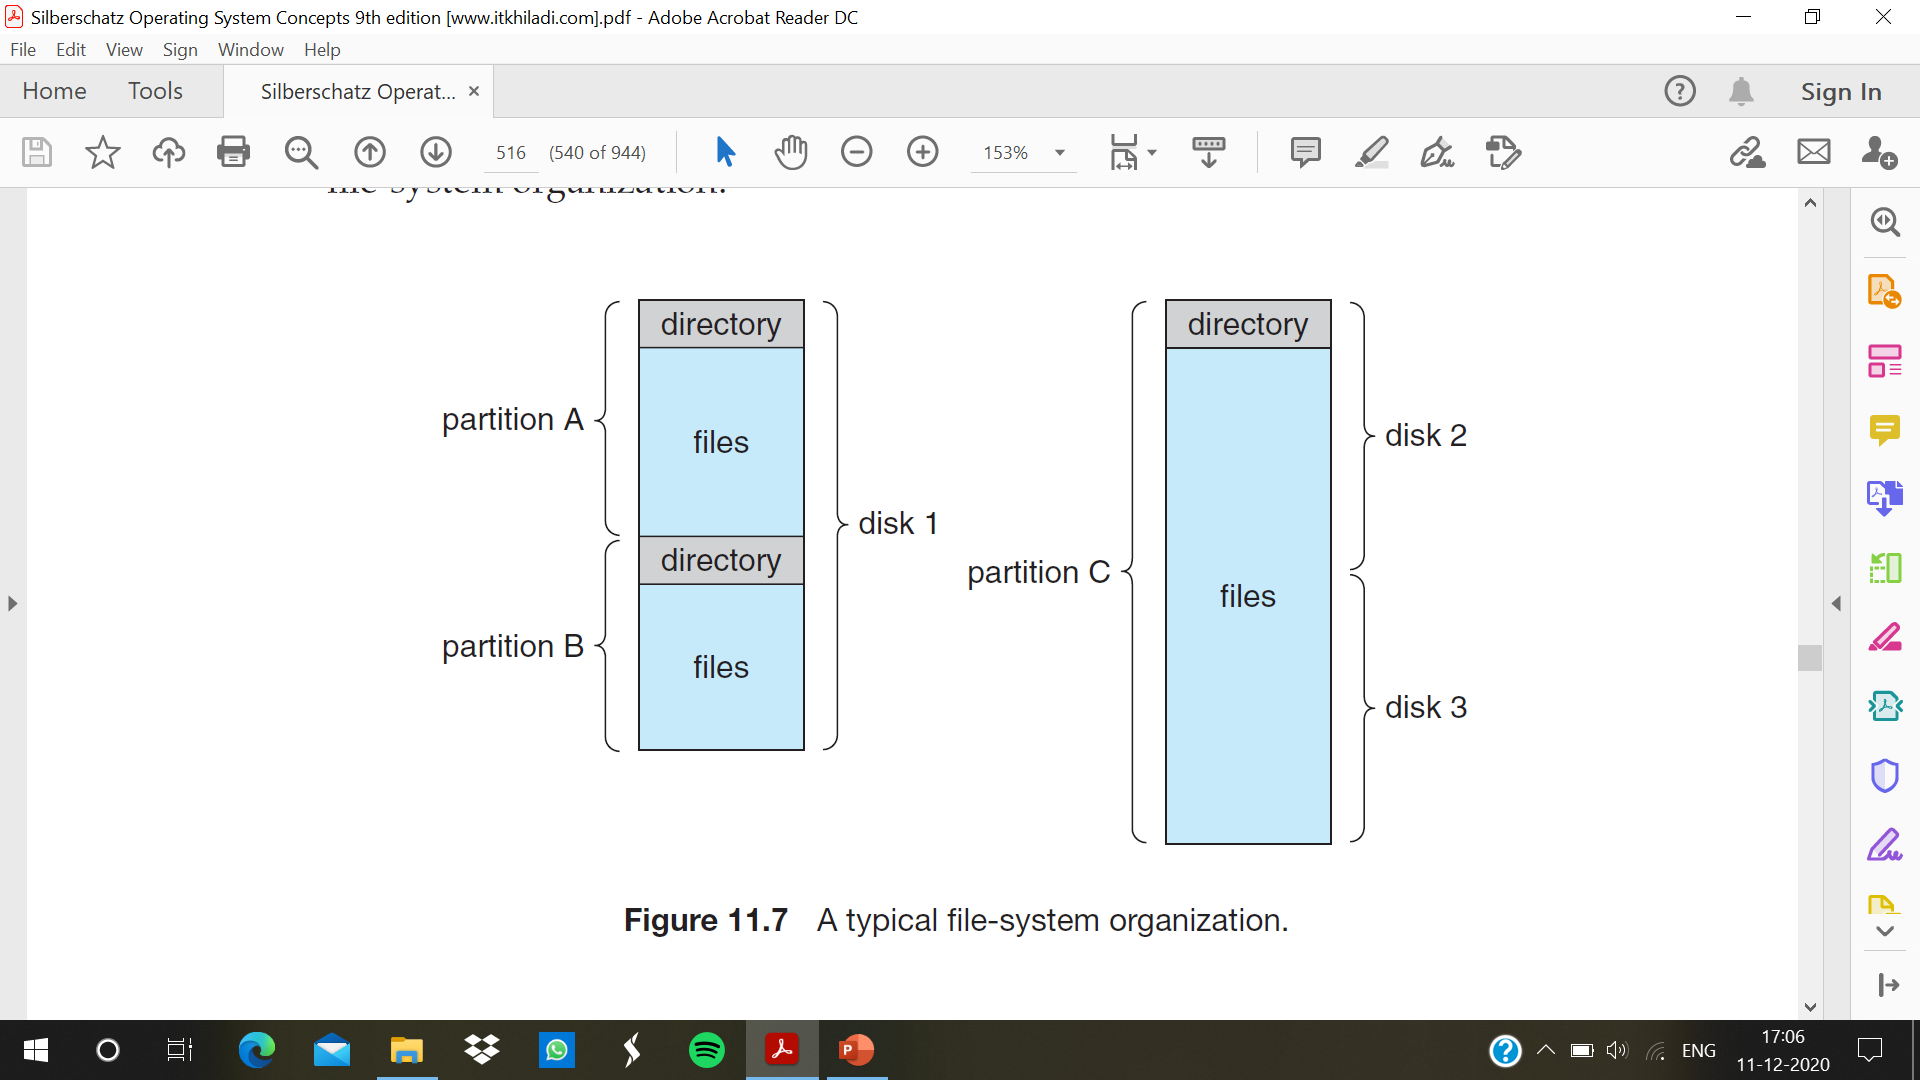 Silberschatz Operating System Concepts 9th edition [www.itkhiladi.com].pdf - Adobe Acrobat Reader DC
File Edit View Sign Window Help
Home Tools Silberschatz Operat... × Sign In
516 (540 of 944) 153%
file-system organization.
directory
files
partition A
directory
files
partition B
disk 1
directory
files
partition C
disk 2
disk 3
Figure 11.7 A typical file-system organization.
ENG
17:06
11-12-2020